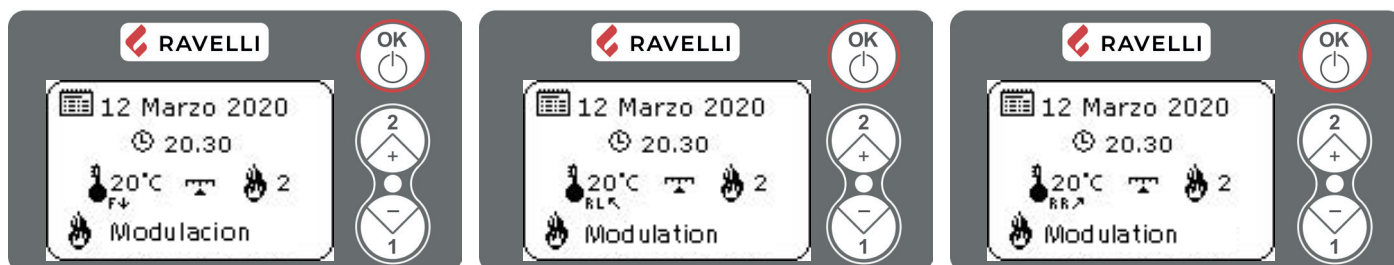 RAVELLI
OK
12 Marzo 2020
20.30
20°C 2
F↓
Modulacion
2
+
−
1
RAVELLI
OK
12 Marzo 2020
20.30
20°C 2
RL↖
Modulation
2
+
−
1
RAVELLI
OK
12 Marzo 2020
20.30
20°C 2
RR↗
Modulation
2
+
−
1